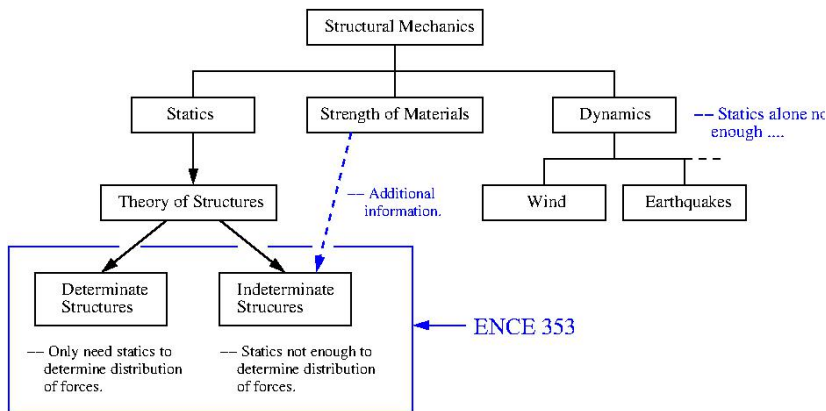 Structural Mechanics
Statics
Strength of Materials
Dynamics
-- Statics alone no
enough ....
Theory of Structures
-- Additional
information.
Wind
Earthquakes
Determinate
Structures
Indeterminate
Strucures
ENCE 353
-- Only need statics to
determine distribution
of forces.
-- Statics not enough to
determine distribution
of forces.